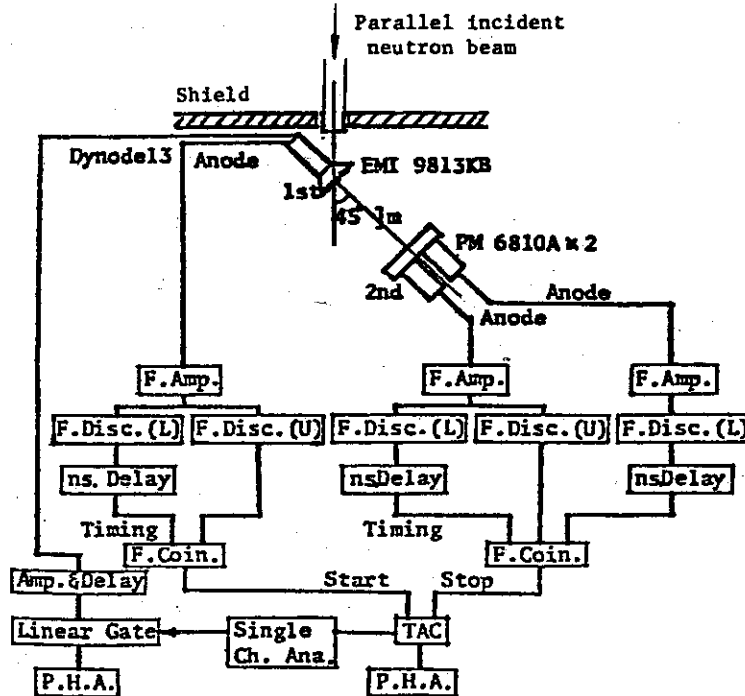 Parallel incident
neutron beam
Shield
Dynode13
Anode
EMI 9813KB
1st
45
1m
PM 6810A×2
2nd
Anode
Anode
F.Amp.
F.Amp.
F.Amp.
F.Disc.(L)
F.Disc.(U)
F.Disc.(L)
F.Disc.(U)
F.Disc.(L)
ns.Delay
nsDelay
nsDelay
Timing
Timing
F.Coin.
F.Coin.
Amp.&Delay
Start
Stop
Linear Gate
Single
Ch. Ana.
TAC
P.H.A.
P.H.A.